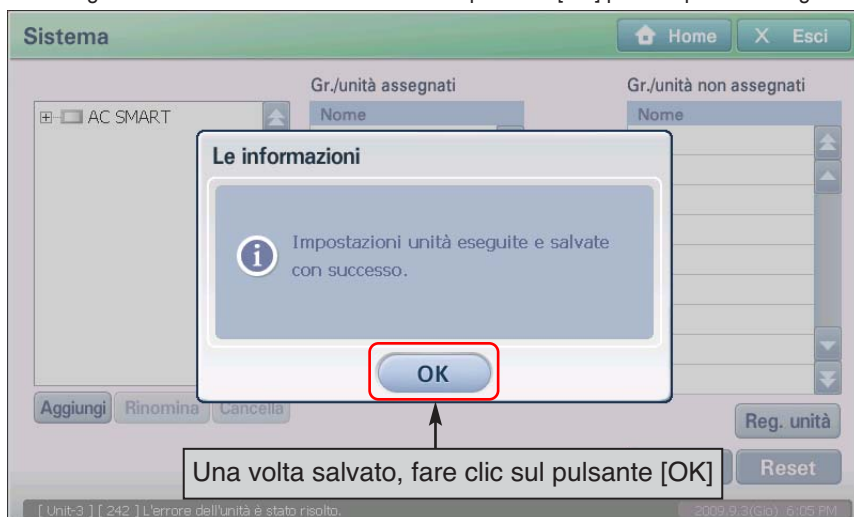 Sistema
Home
X Esci
Gr./unità assegnati
Gr./unità non assegnati
AC SMART
Nome
Nome
Le informazioni
Impostazioni unità eseguite e salvate
con successo.
OK
Aggiungi Rinomina Cancella
Reg. unità
Una volta salvato, fare clic sul pulsante [OK]
Reset
[ Unit-3 ] [ 242 ] L'errore dell'unità è stato risolto.
2009.9.3(Gio) 6:05 PM